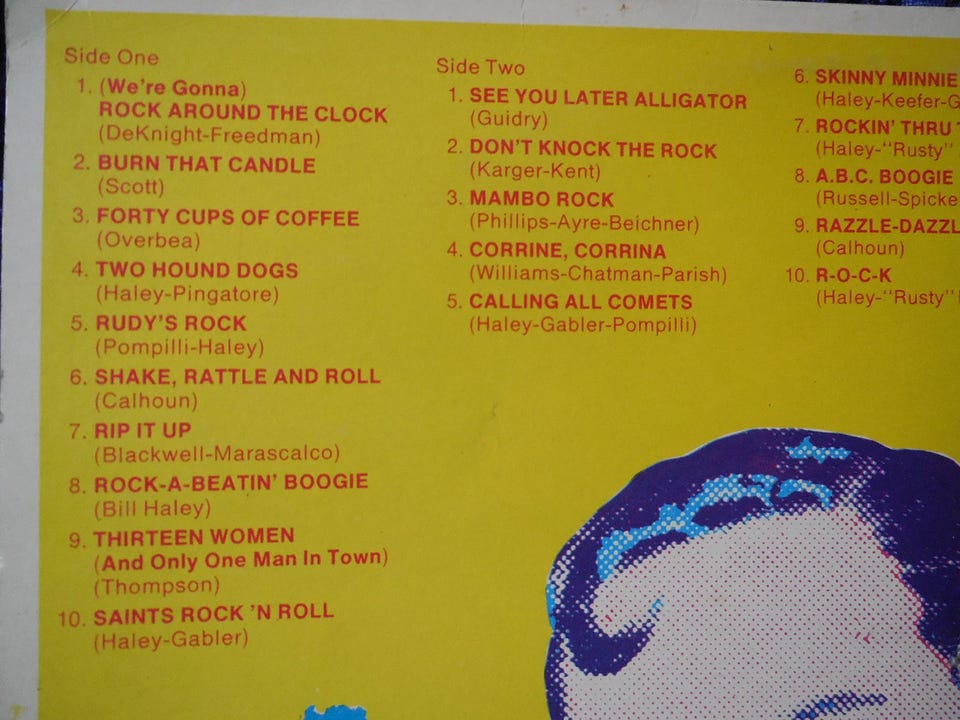 Side One
1. (We're Gonna)
ROCK AROUND THE CLOCK
(DeKnight-Freedman)
2. BURN THAT CANDLE
(Scott)
3. FORTY CUPS OF COFFEE
(Overbea)
4. TWO HOUND DOGS
(Haley-Pingatore)
5. RUDY'S ROCK
(Pompilli-Haley)
6. SHAKE, RATTLE AND ROLL
(Calhoun)
7. RIP IT UP
(Blackwell-Marascalco)
8. ROCK-A-BEATIN' BOOGIE
(Bill Haley)
9. THIRTEEN WOMEN
(And Only One Man In Town)
(Thompson)
10. SAINTS ROCK 'N ROLL
(Haley-Gabler)
Side Two
1. SEE YOU LATER ALLIGATOR
(Guidry)
2. DON'T KNOCK THE ROCK
(Karger-Kent)
3. MAMBO ROCK
(Phillips-Ayre-Beichner)
4. CORRINE, CORRINA
(Williams-Chatman-Parish)
5. CALLING ALL COMETS
(Haley-Gabler-Pompilli)
6. SKINNY MINNIE
(Haley-Keefer-G
7. ROCKIN' THRU
(Haley-"Rusty"
8. A.B.C. BOOGIE
(Russell-Spicke
9. RAZZLE-DAZZL
(Calhoun)
10. R-O-C-K
(Haley-"Rusty"